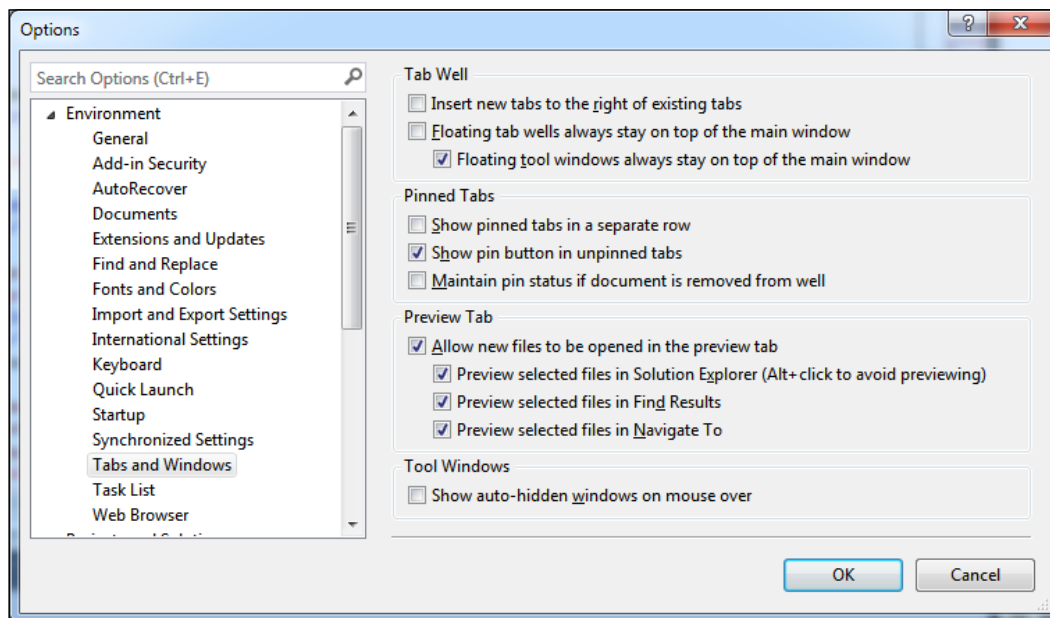 Options
Search Options (Ctrl+E)
Environment
General
Add-in Security
AutoRecover
Documents
Extensions and Updates
Find and Replace
Fonts and Colors
Import and Export Settings
International Settings
Keyboard
Quick Launch
Startup
Synchronized Settings
Tabs and Windows
Task List
Web Browser
Tab Well
Insert new tabs to the right of existing tabs
Floating tab wells always stay on top of the main window
Floating tool windows always stay on top of the main window
Pinned Tabs
Show pinned tabs in a separate row
Show pin button in unpinned tabs
Maintain pin status if document is removed from well
Preview Tab
Allow new files to be opened in the preview tab
Preview selected files in Solution Explorer (Alt+click to avoid previewing)
Preview selected files in Find Results
Preview selected files in Navigate To
Tool Windows
Show auto-hidden windows on mouse over
OK
Cancel